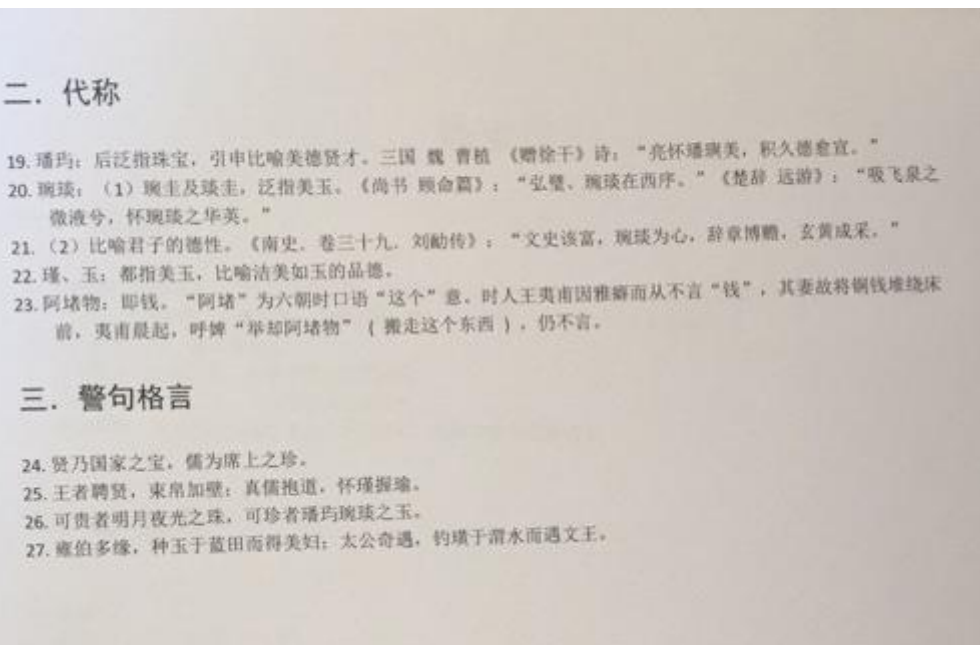 二．代称
19. 璠玙：后泛指珠宝，引申比喻美德贤才。三国 魏 曹植 《赠徐干》诗：“亮怀璠玙美，积久德愈宣。”
20. 琬琰：（1）琬圭及琰圭，泛指美玉。《尚书 顾命篇》：“弘璧、琬琰在西序。”《楚辞 远游》：“吸飞泉之
微液兮，怀琬琰之华英。”
21.（2）比喻君子的德性。《南史．卷三十九．刘勔传》：“文史该富，琬琰为心，辞章博赡，玄黄成采。”
22. 瑾、玉：都指美玉，比喻洁美如玉的品德。
23. 阿堵物：即钱。“阿堵”为六朝时口语“这个”意。时人王夷甫因雅癖而从不言“钱”，其妻故将铜钱堆绕床
前，夷甫晨起，呼婢“举却阿堵物”（搬走这个东西），仍不言。
三．警句格言
24. 贤乃国家之宝，儒为席上之珍。
25. 王者聘贤，束帛加璧；真儒抱道，怀瑾握瑜。
26. 可贵者明月夜光之珠，可珍者璠玙琬琰之玉。
27. 雍伯多缘，种玉于蓝田而得美妇；太公奇遇，钓璜于渭水而遇文王。